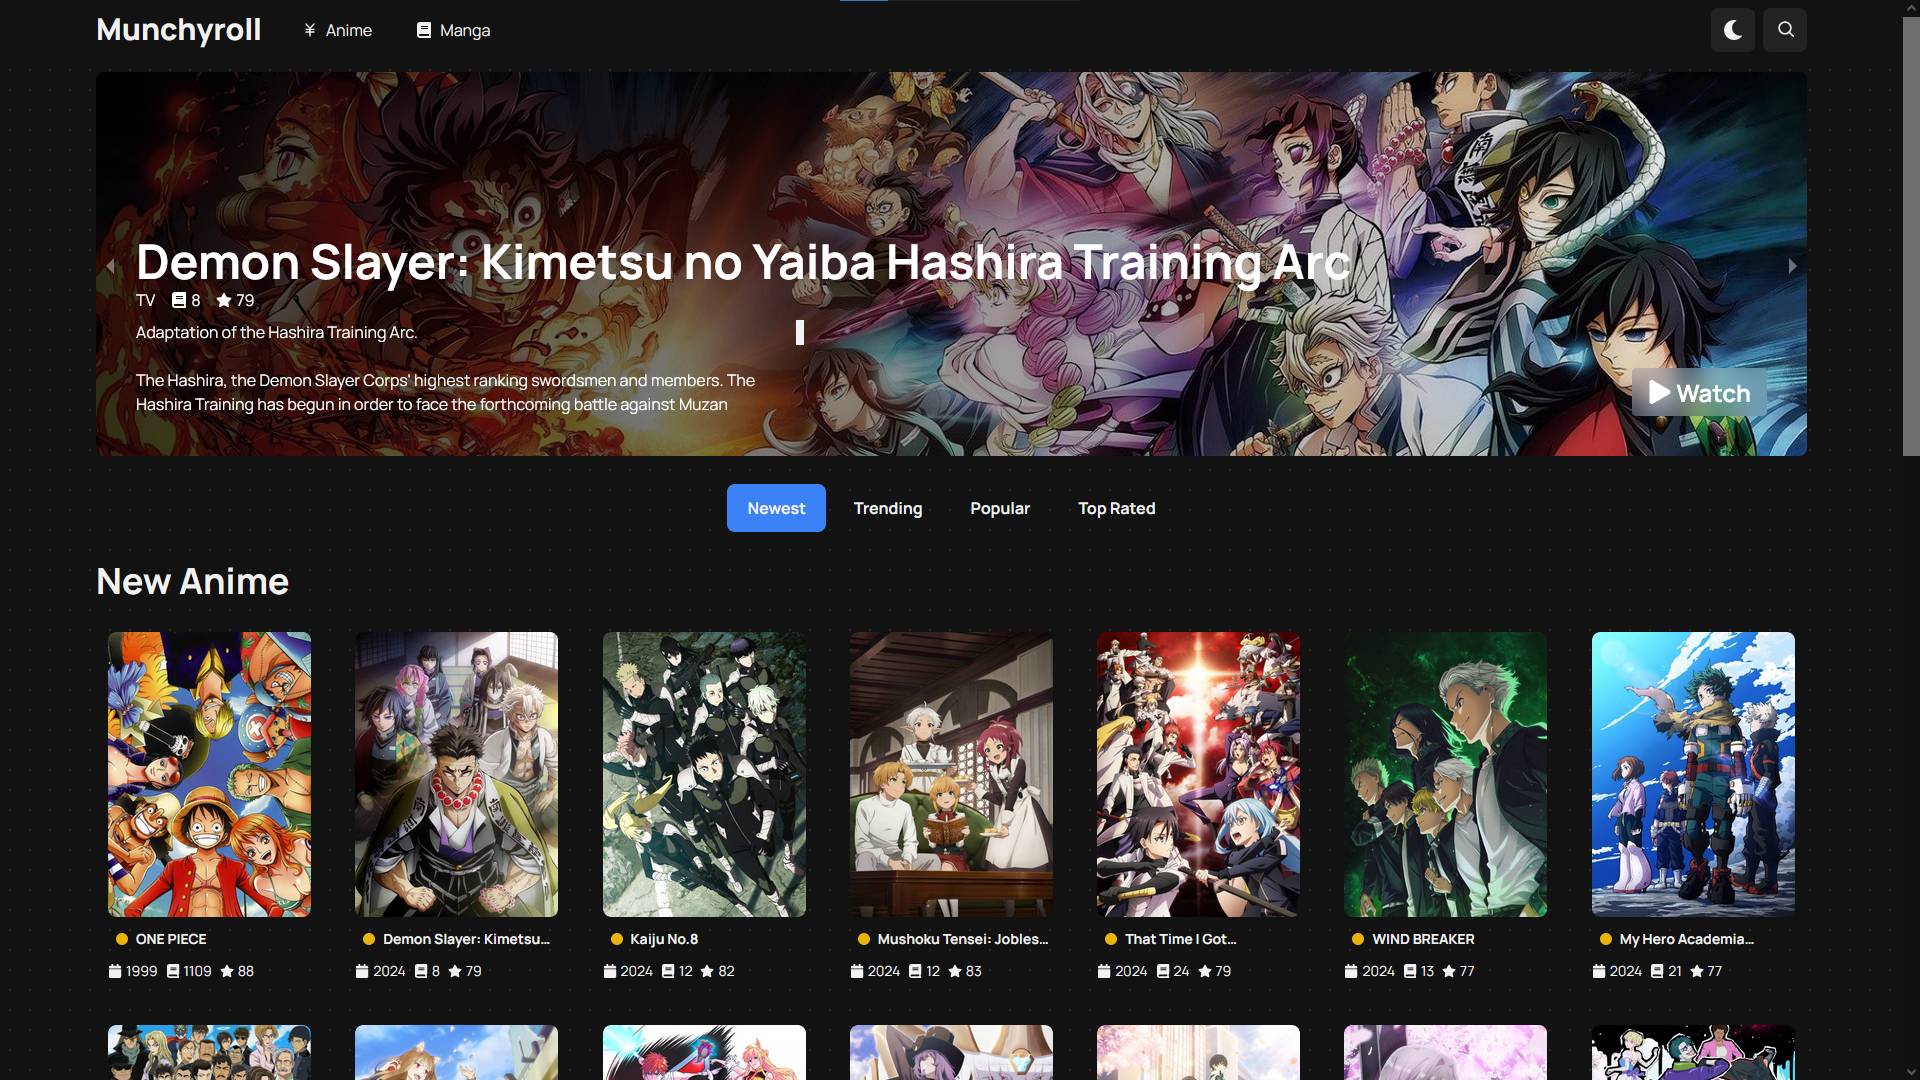 Munchyroll
Anime
Manga
Demon Slayer: Kimetsu no Yaiba Hashira Training Arc
TV 8 79
Adaptation of the Hashira Training Arc.
The Hashira, the Demon Slayer Corps' highest ranking swordsmen and members. The
Hashira Training has begun in order to face the forthcoming battle against Muzan
Watch
Newest
Trending
Popular
Top Rated
New Anime
ONE PIECE
1999 1109 88
Demon Slayer: Kimetsu...
2024 8 79
Kaiju No.8
2024 12 82
Mushoku Tensei: Jobles...
2024 12 83
That Time I Got...
2024 24 79
WIND BREAKER
2024 13 77
My Hero Academia...
2024 21 77